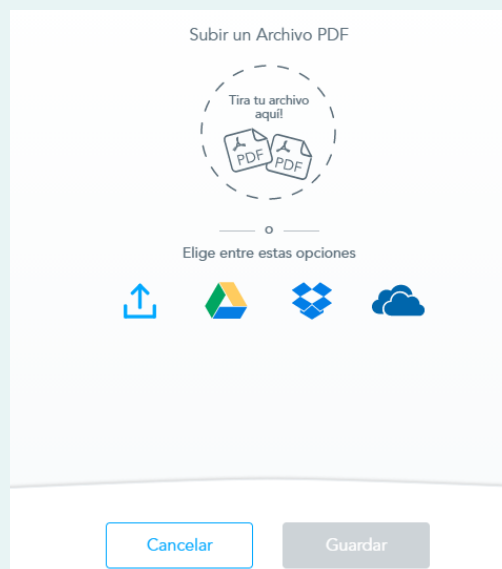 Subir un Archivo PDF
Tira tu archivo
aquí!
PDF
PDF
o
Elige entre estas opciones
Cancelar
Guardar